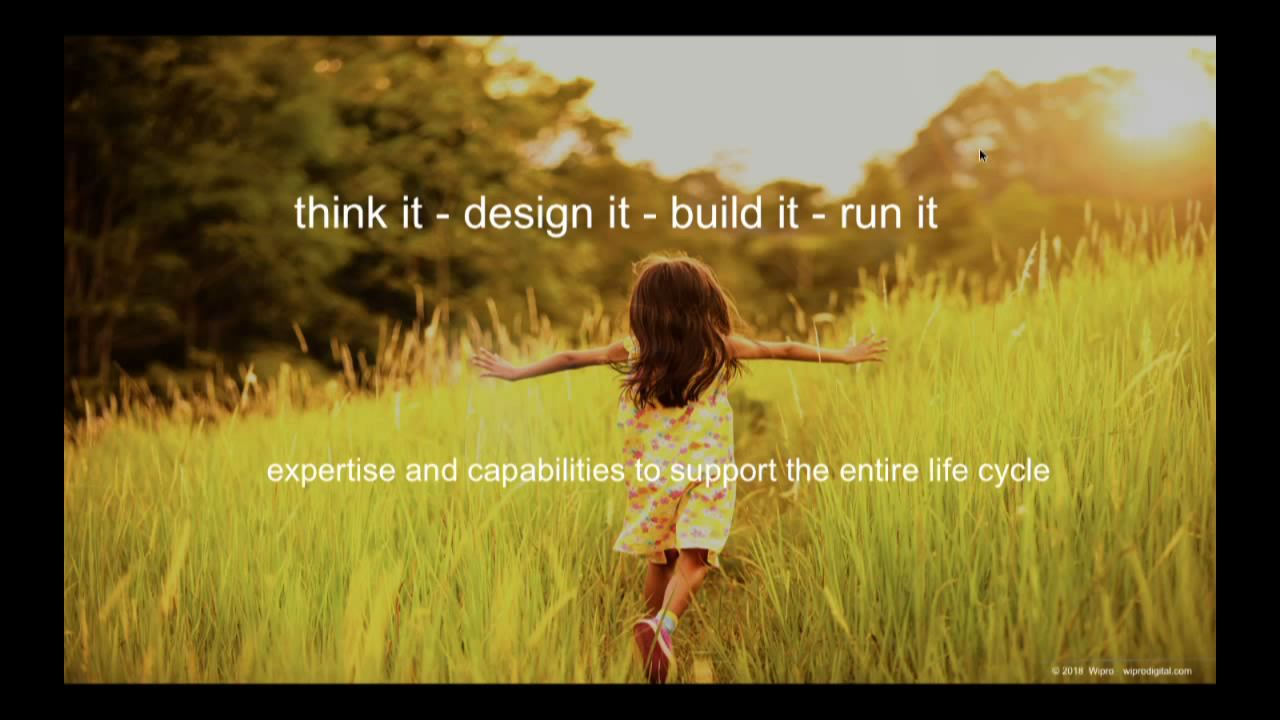 think it - design it - build it - run it
expertise and capabilities to support the entire life cycle
© 2018 Wipro wiprodigital.com